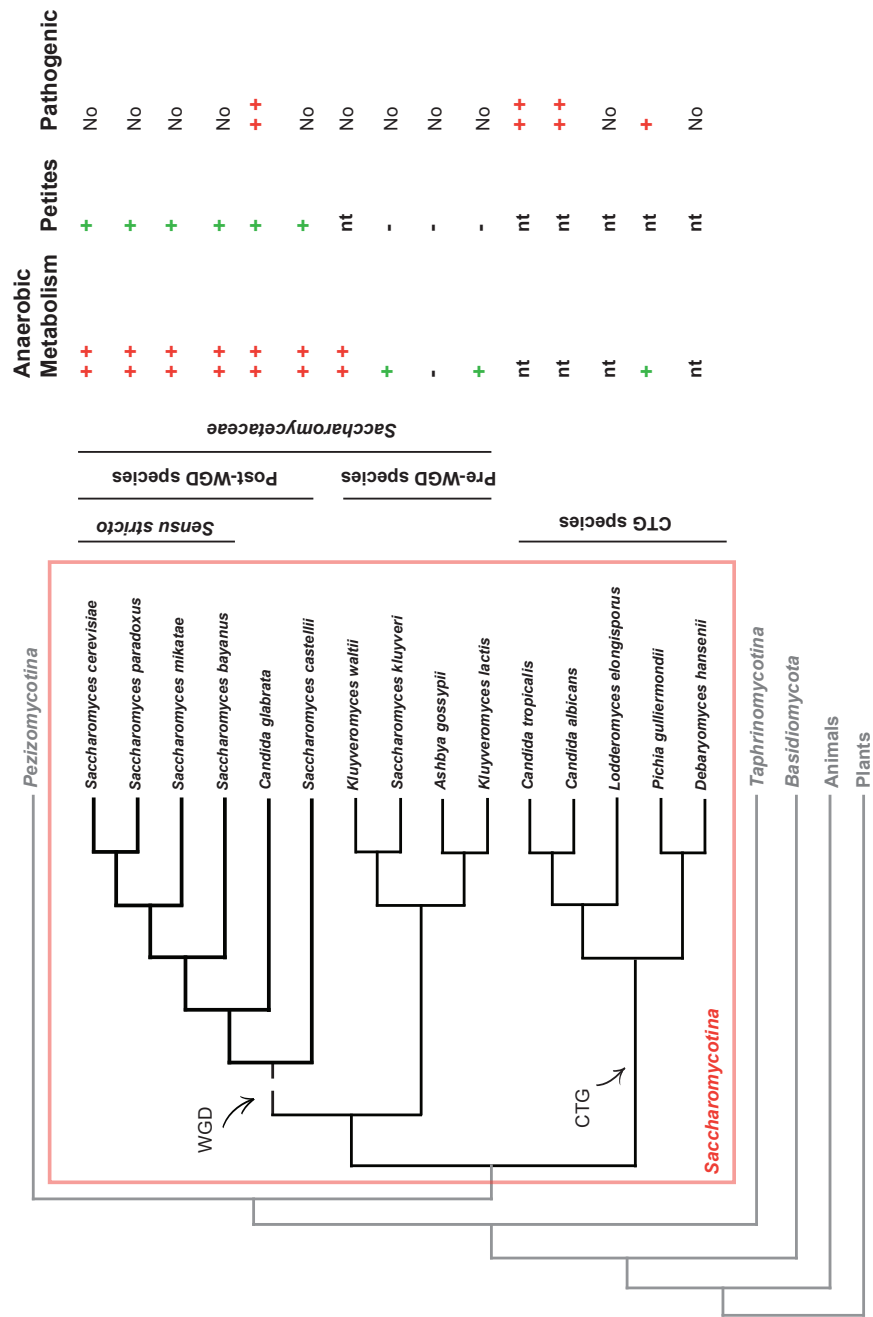 Anaerobic
Metabolism
Petites
Pathogenic
Pezizomycotina
Saccharomyces cerevisiae
++
+
No
Saccharomyces paradoxus
++
+
No
Saccharomyces mikatae
++
+
No
Saccharomyces bayanus
++
+
No
Candida glabrata
++
+
++
Saccharomyces castellii
++
+
No
Kluyveromyces waltii
++
nt
No
Saccharomyces kluyveri
+
-
No
Ashbya gossypii
-
-
No
Kluyveromyces lactis
+
-
No
Candida tropicalis
nt
nt
++
Candida albicans
nt
nt
++
Lodderomyces elongisporus
nt
nt
No
Pichia gulliermondii
+
nt
+
Debaryomyces hansenii
nt
nt
No
Taphrinomycotina
Basidiomycota
Animals
Plants
Sensu stricto
Post-WGD species
Pre-WGD species
Saccharomycetaceae
CTG species
WGD
CTG
Saccharomycotina